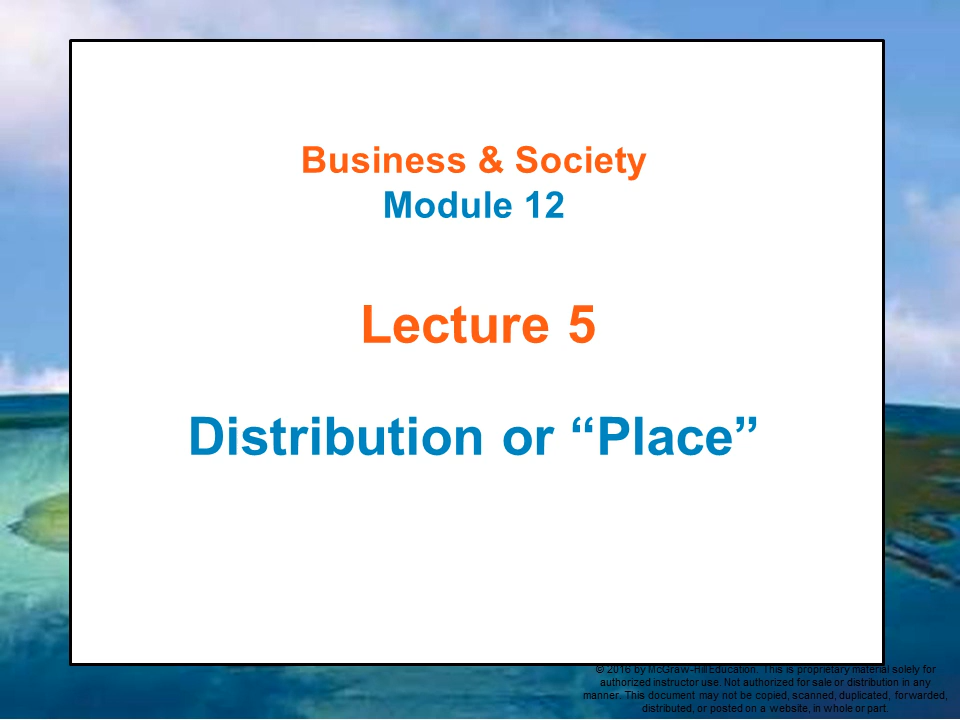 Business & Society
Module 12
Lecture 5
Distribution or “Place”
© 2016 by McGraw-Hill Education. This is proprietary material solely for
authorized instructor use. Not authorized for sale or distribution in any
manner. This document may not be copied, scanned, duplicated, forwarded,
distributed, or posted on a website, in whole or part.